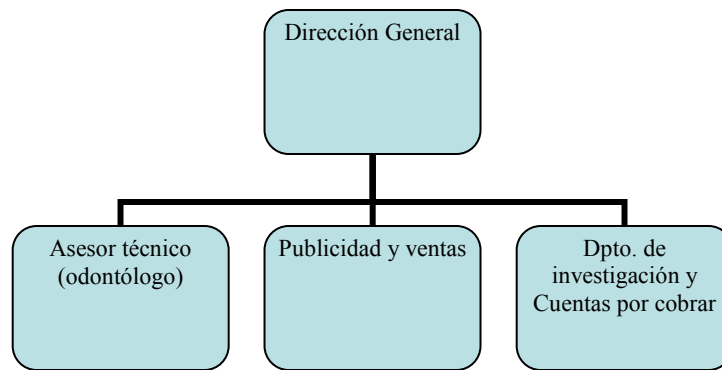 Dirección General
Asesor técnico
(odontólogo)
Publicidad y ventas
Dpto. de
investigación y
Cuentas por cobrar